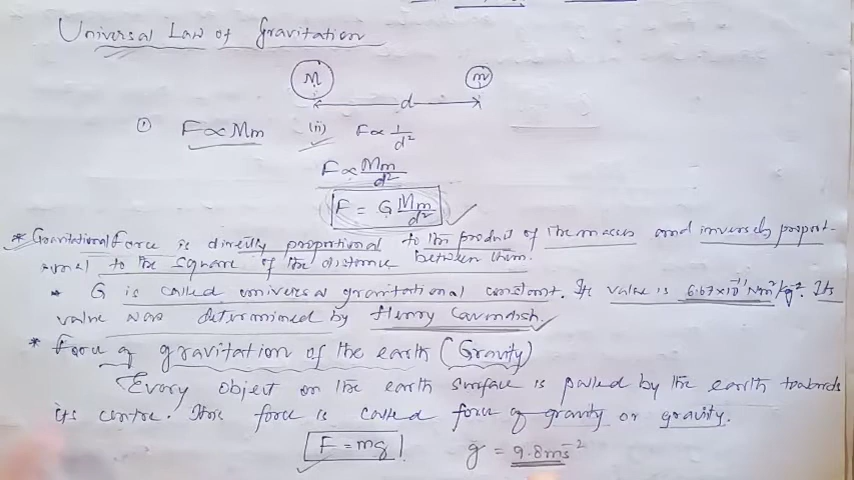 Universal Law of Gravitation
M m
d
① F ∝ Mm (ii) F ∝ 1/d²
F ∝ Mm/d²
F = G Mm/d²
* Gravitational Force is directly proportional to the product of the masses and inversely proport-
ional to the square of the distance between them.
* G is called universal gravitational constant. Its value is 6.67×10⁻¹¹ Nm²/kg². Its
value was determined by Henry Cavendish.
* Force of gravitation of the earth (Gravity)
Every object on the earth surface is pulled by the earth towards
its centre. This force is called force of gravity or gravity.
F = mg g = 9.8 ms⁻²